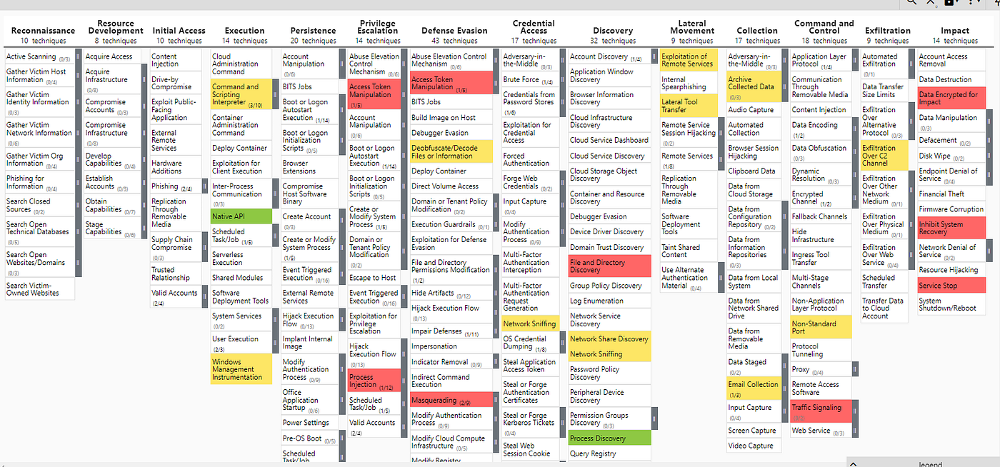 Reconnaissance
10 techniques
Active Scanning (0/3)
Gather Victim Host
Information (0/4)
Gather Victim
Identity Information
(0/3)
Gather Victim
Network Information
(0/6)
Gather Victim Org
Information (0/4)
Phishing for
Information (0/4)
Search Closed
Sources (0/2)
Search Open
Technical Databases
(0/5)
Search Open
Websites/Domains
(0/3)
Search Victim-
Owned Websites
Resource
Development
8 techniques
Acquire Access
Acquire
Infrastructure
(0/8)
Compromise
Accounts (0/3)
Compromise
Infrastructure
(0/8)
Develop
Capabilities (0/4)
Establish
Accounts (0/3)
Obtain
Capabilities (0/7)
Stage
Capabilities (0/6)
Initial Access
10 techniques
Content
Injection
Drive-by
Compromise
Exploit Public-
Facing
Application
External
Remote
Services
Hardware
Additions
Phishing (2/4)
Replication
Through
Removable
Media
Supply Chain
Compromise
(0/3)
Trusted
Relationship
Valid Accounts
(2/4)
Execution
14 techniques
Cloud
Administration
Command
Command and
Scripting
Interpreter (3/10)
Container
Administration
Command
Deploy Container
Exploitation for
Client Execution
Inter-Process
Communication
(0/3)
Native API
Scheduled
Task/Job (1/5)
Serverless
Execution
Shared Modules
Software
Deployment Tools
System Services
(0/2)
User Execution
(2/3)
Windows
Management
Instrumentation
Persistence
20 techniques
Account
Manipulation
(0/6)
BITS Jobs
Boot or Logon
Autostart
Execution (1/14)
Boot or Logon
Initialization
Scripts (0/5)
Browser
Extensions
Compromise
Host Software
Binary
Create Account
(0/3)
Create or Modify
System Process
(1/5)
Event Triggered
Execution (0/16)
External Remote
Services
Hijack Execution
Flow (0/13)
Implant Internal
Image
Modify
Authentication
Process (0/9)
Office
Application
Startup (0/6)
Power Settings
Pre-OS Boot (0/5)
Scheduled
Task/Job
Privilege
Escalation
14 techniques
Abuse Elevation
Control
Mechanism (0/6)
Access Token
Manipulation
(1/5)
Account
Manipulation
(0/6)
Boot or Logon
Autostart
Execution (1/14)
Boot or Logon
Initialization
Scripts (0/5)
Create or
Modify System
Process (1/5)
Domain or
Tenant Policy
Modification
(0/2)
Escape to Host
Event Triggered
Execution (0/16)
Exploitation for
Privilege
Escalation
Hijack
Execution Flow
(0/13)
Process
Injection (1/12)
Scheduled
Task/Job (1/5)
Valid Accounts
(2/4)
Defense Evasion
43 techniques
Abuse Elevation Control
Mechanism (0/6)
Access Token
Manipulation (1/5)
BITS Jobs
Build Image on Host
Debugger Evasion
Deobfuscate/Decode
Files or Information
Deploy Container
Direct Volume Access
Domain or Tenant Policy
Modification (0/2)
Execution Guardrails (0/1)
Exploitation for Defense
Evasion
File and Directory
Permissions Modification
(1/2)
Hide Artifacts (0/12)
Hijack Execution Flow
(0/13)
Impair Defenses (1/11)
Impersonation
Indicator Removal (0/9)
Indirect Command
Execution
Masquerading (2/9)
Modify Authentication
Process (0/9)
Modify Cloud Compute
Infrastructure (0/5)
Modify Registry
Credential
Access
17 techniques
Adversary-in-
the-Middle (0/3)
Brute Force (1/4)
Credentials from
Password Stores
(1/6)
Exploitation for
Credential
Access
Forced
Authentication
Forge Web
Credentials (0/2)
Input Capture
(0/4)
Modify
Authentication
Process (0/9)
Multi-Factor
Authentication
Interception
Multi-Factor
Authentication
Request
Generation
Network Sniffing
OS Credential
Dumping (1/8)
Steal Application
Access Token
Steal or Forge
Authentication
Certificates
Steal or Forge
Kerberos Tickets
(0/4)
Steal Web
Session Cookie
Discovery
32 techniques
Account Discovery (1/4)
Application Window
Discovery
Browser Information
Discovery
Cloud Infrastructure
Discovery
Cloud Service Dashboard
Cloud Service Discovery
Cloud Storage Object
Discovery
Container and Resource
Discovery
Debugger Evasion
Device Driver Discovery
Domain Trust Discovery
File and Directory
Discovery
Group Policy Discovery
Log Enumeration
Network Service
Discovery
Network Share Discovery
Network Sniffing
Password Policy
Discovery
Peripheral Device
Discovery
Permission Groups
Discovery (0/3)
Process Discovery
Query Registry
Lateral
Movement
9 techniques
Exploitation of
Remote Services
Internal
Spearphishing
Lateral Tool
Transfer
Remote Service
Session Hijacking
(0/2)
Remote Services
(1/8)
Replication
Through
Removable
Media
Software
Deployment
Tools
Taint Shared
Content
Use Alternate
Authentication
Material (0/4)
Collection
17 techniques
Adversary-in-
the-Middle (0/3)
Archive
Collected Data
(0/3)
Audio Capture
Automated
Collection
Browser Session
Hijacking
Clipboard Data
Data from
Cloud Storage
Data from
Configuration
Repository (0/2)
Data from
Information
Repositories
(0/3)
Data from Local
System
Data from
Network Shared
Drive
Data from
Removable
Media
Data Staged
(0/2)
Email Collection
(1/3)
Input Capture
(0/4)
Screen Capture
Video Capture
Command and
Control
18 techniques
Application Layer
Protocol (1/4)
Communication
Through
Removable Media
Content Injection
Data Encoding
(1/2)
Data Obfuscation
(0/3)
Dynamic
Resolution (0/3)
Encrypted
Channel (1/2)
Fallback Channels
Hide
Infrastructure
Ingress Tool
Transfer
Multi-Stage
Channels
Non-Application
Layer Protocol
Non-Standard
Port
Protocol
Tunneling
Proxy (0/4)
Remote Access
Software
Traffic Signaling
(0/2)
Web Service (0/3)
Exfiltration
9 techniques
Automated
Exfiltration
(0/1)
Data Transfer
Size Limits
Exfiltration
Over
Alternative
Protocol (0/3)
Exfiltration
Over C2
Channel
Exfiltration
Over Other
Network
Medium (0/1)
Exfiltration
Over Physical
Medium (0/1)
Exfiltration
Over Web
Service (0/4)
Scheduled
Transfer
Transfer Data
to Cloud
Account
Impact
14 techniques
Account Access
Removal
Data Destruction
Data Encrypted for
Impact
Data Manipulation
(0/3)
Defacement (0/2)
Disk Wipe (0/2)
Endpoint Denial of
Service (0/4)
Financial Theft
Firmware Corruption
Inhibit System
Recovery
Network Denial of
Service (0/2)
Resource Hijacking
Service Stop
System
Shutdown/Reboot
legend